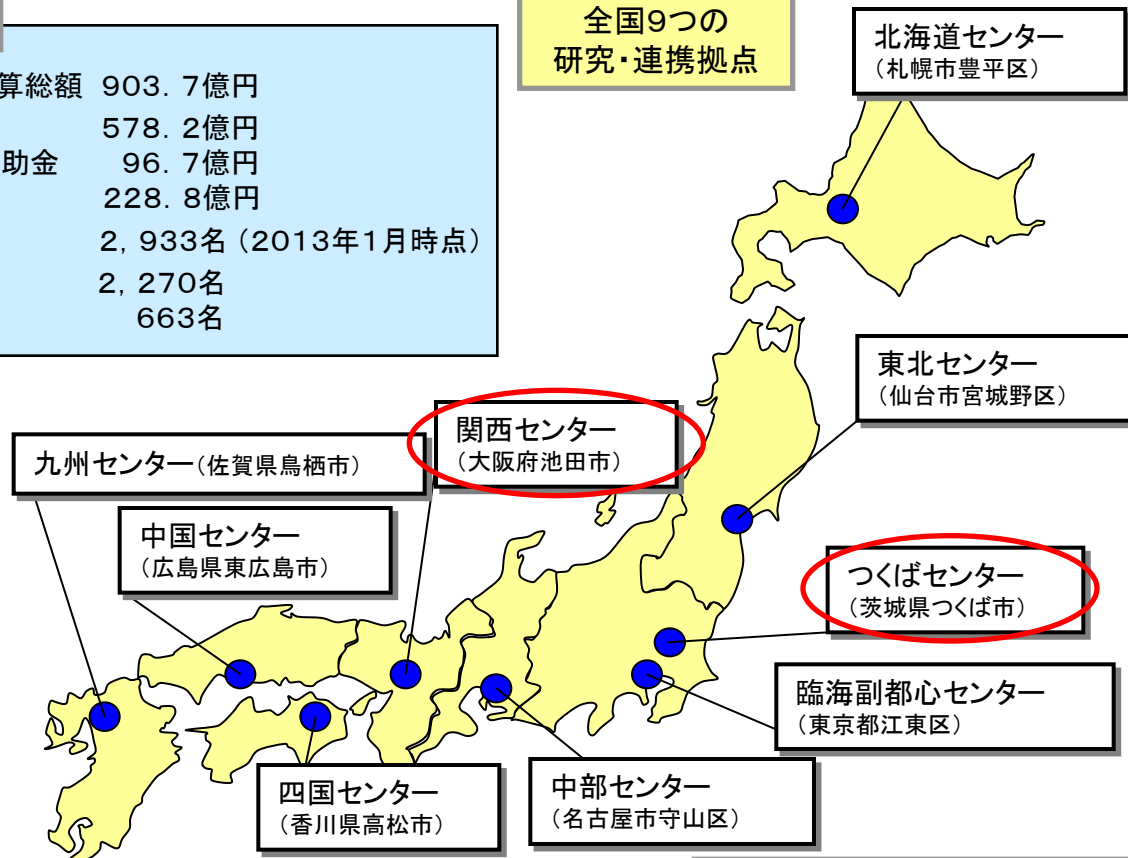 算総額 903.7億円
578.2億円
助金 96.7億円
228.8億円
2,933名(2013年1月時点)
2,270名
663名
全国9つの
研究・連携拠点
北海道センター
(札幌市豊平区)
東北センター
(仙台市宮城野区)
関西センター
(大阪府池田市)
九州センター(佐賀県鳥栖市)
中国センター
(広島県東広島市)
つくばセンター
(茨城県つくば市)
臨海副都心センター
(東京都江東区)
四国センター
(香川県高松市)
中部センター
(名古屋市守山区)